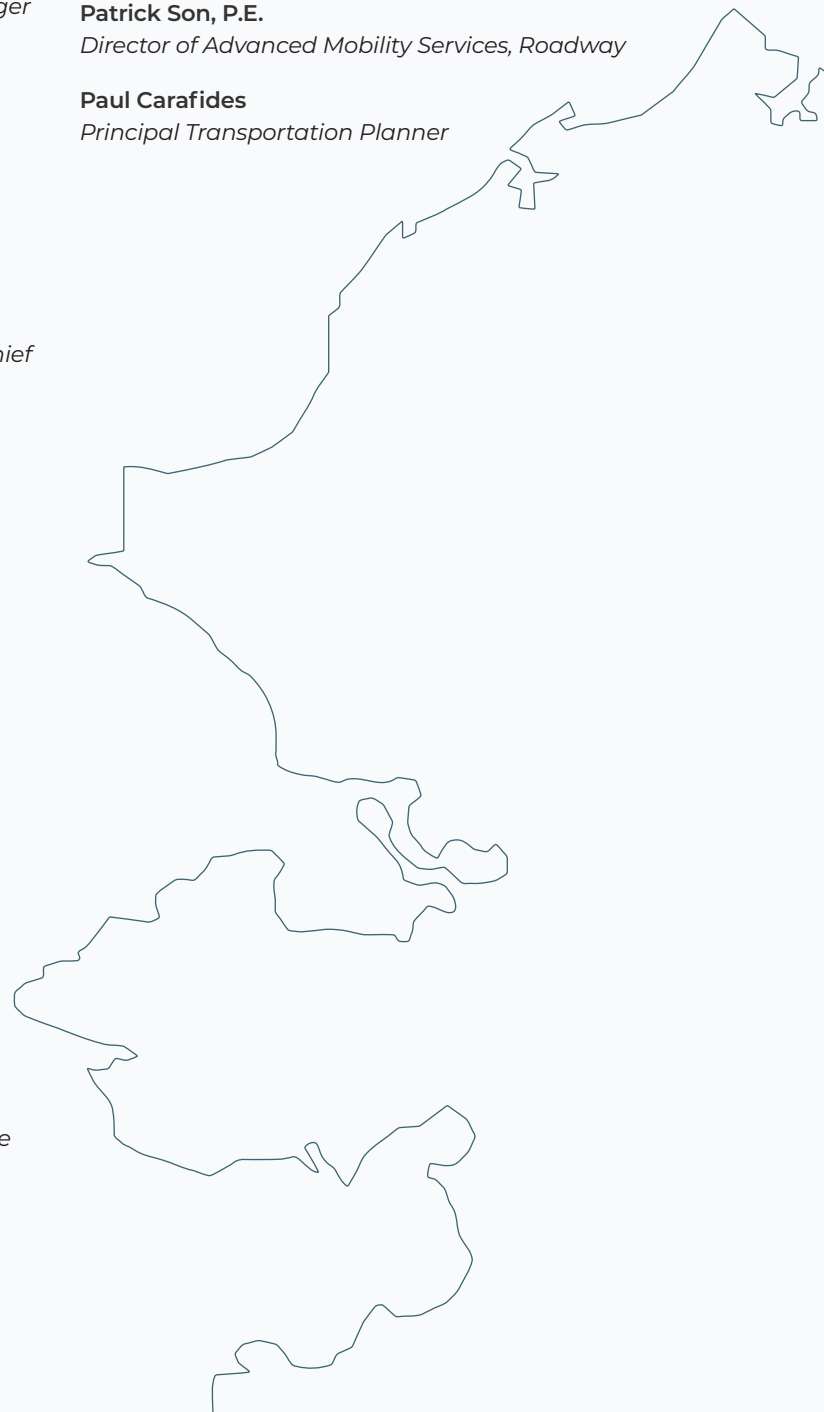 Patrick Son, P.E.
Director of Advanced Mobility Services, Roadway
Paul Carafides
Principal Transportation Planner